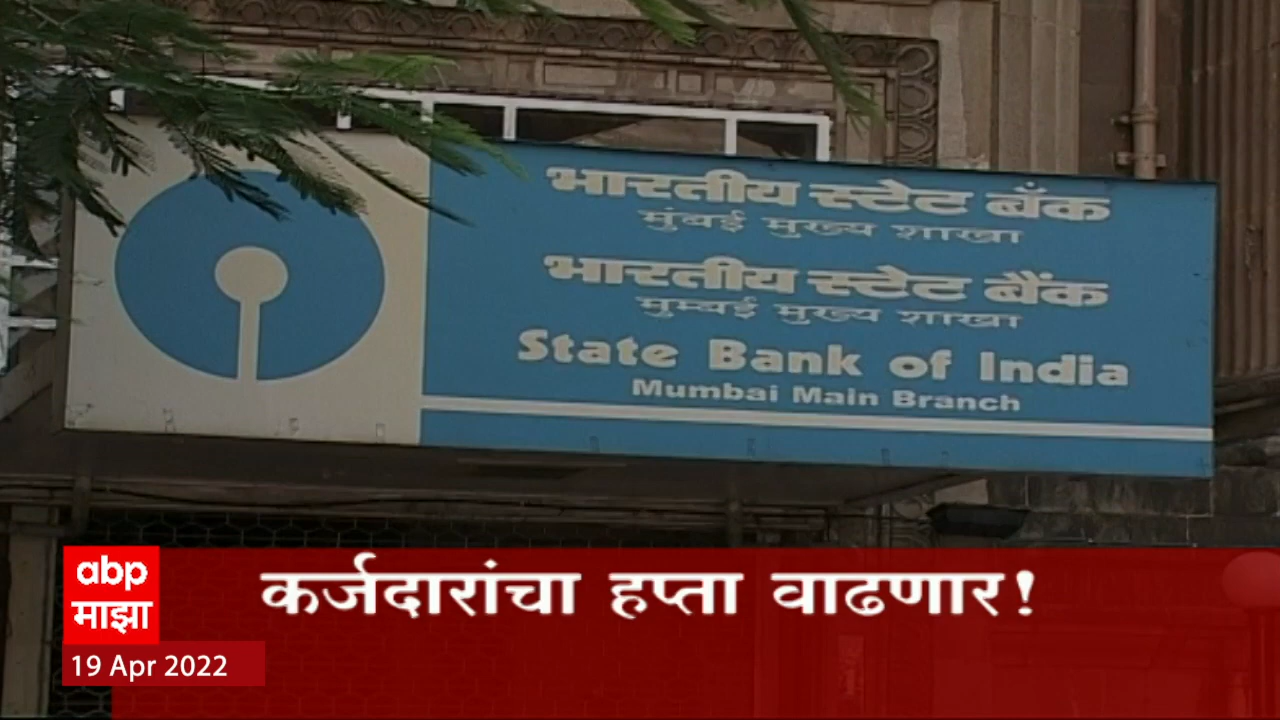 भारतीय स्टेट बँक
मुंबई मुख्य शाखा
भारतीय स्टेट बैंक
मुम्बई मुख्य शाखा
State Bank of India
Mumbai Main Branch
abp
माझा
कर्जदारांचा हप्ता वाढणार!
19 Apr 2022